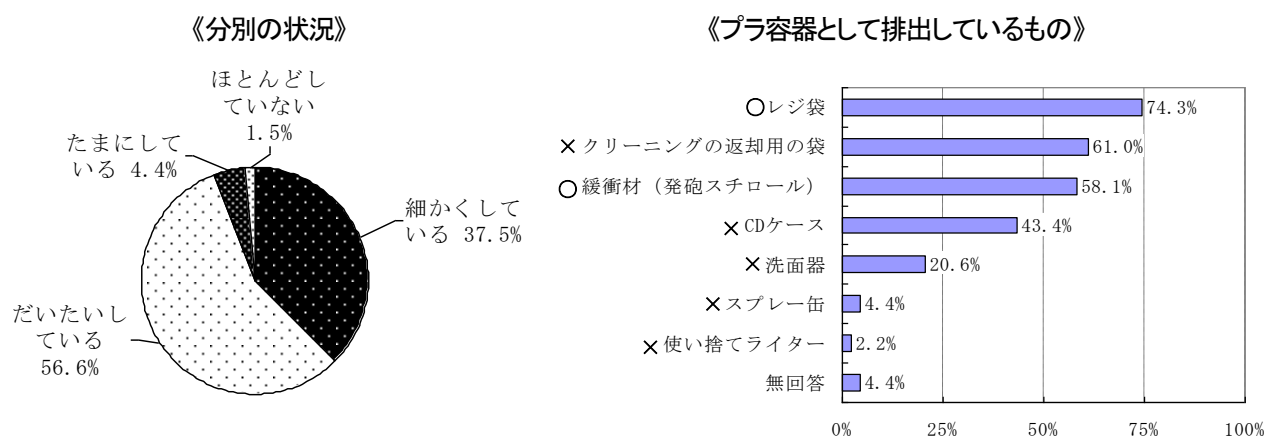 《分別の状況》
ほとんどし
ていない
1.5%
たまにして
いる 4.4%
細かくして
いる 37.5%
だいたいし
ている
56.6%
《プラ容器として排出しているもの》
○レジ袋 74.3%
×クリーニングの返却用の袋 61.0%
○緩衝材（発砲スチロール） 58.1%
×CDケース 43.4%
×洗面器 20.6%
×スプレー缶 4.4%
×使い捨てライター 2.2%
無回答 4.4%
0% 25% 50% 75% 100%